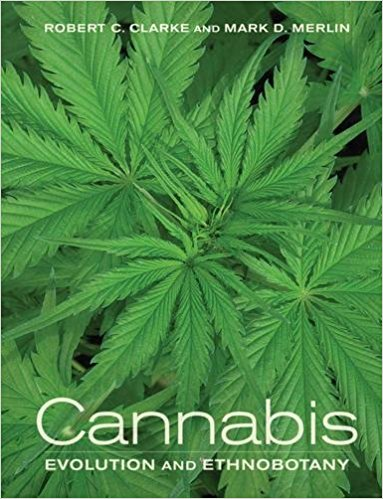 ROBERT C. CLARKE AND MARK D. MERLIN
Cannabis
EVOLUTION AND ETHNOBOTANY